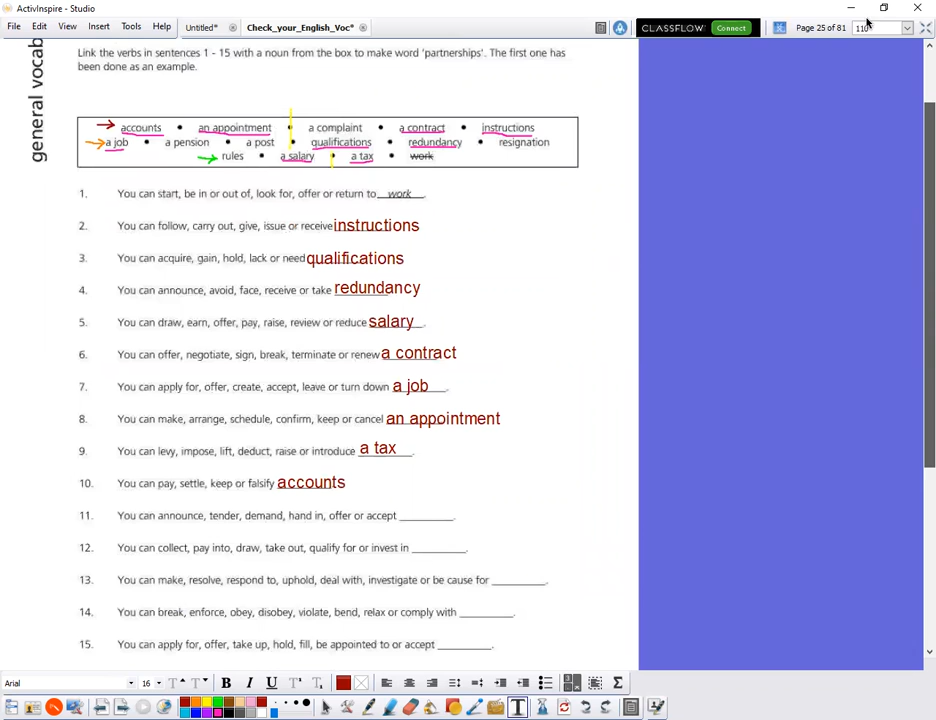 ActivInspire - Studio
File Edit View Insert Tools Help Untitled* Check_your_English_Voc* CLASSFLOW Connect Page 25 of 81 110
general vocab
Link the verbs in sentences 1 - 15 with a noun from the box to make word 'partnerships'. The first one has
been done as an example.
accounts • an appointment • a complaint • a contract • instructions
a job • a pension • a post • qualifications • redundancy • resignation
rules • a salary • a tax • work
1. You can start, be in or out of, look for, offer or return to work.
2. You can follow, carry out, give, issue or receive instructions
3. You can acquire, gain, hold, lack or need qualifications
4. You can announce, avoid, face, receive or take redundancy
5. You can draw, earn, offer, pay, raise, review or reduce salary.
6. You can offer, negotiate, sign, break, terminate or renew a contract
7. You can apply for, offer, create, accept, leave or turn down a job.
8. You can make, arrange, schedule, confirm, keep or cancel an appointment
9. You can levy, impose, lift, deduct, raise or introduce a tax.
10. You can pay, settle, keep or falsify accounts
11. You can announce, tender, demand, hand in, offer or accept ________.
12. You can collect, pay into, draw, take out, qualify for or invest in ________.
13. You can make, resolve, respond to, uphold, deal with, investigate or be cause for ________.
14. You can break, enforce, obey, disobey, violate, bend, relax or comply with ________.
15. You can apply for, offer, take up, hold, fill, be appointed to or accept ________.
Arial 16 B I U